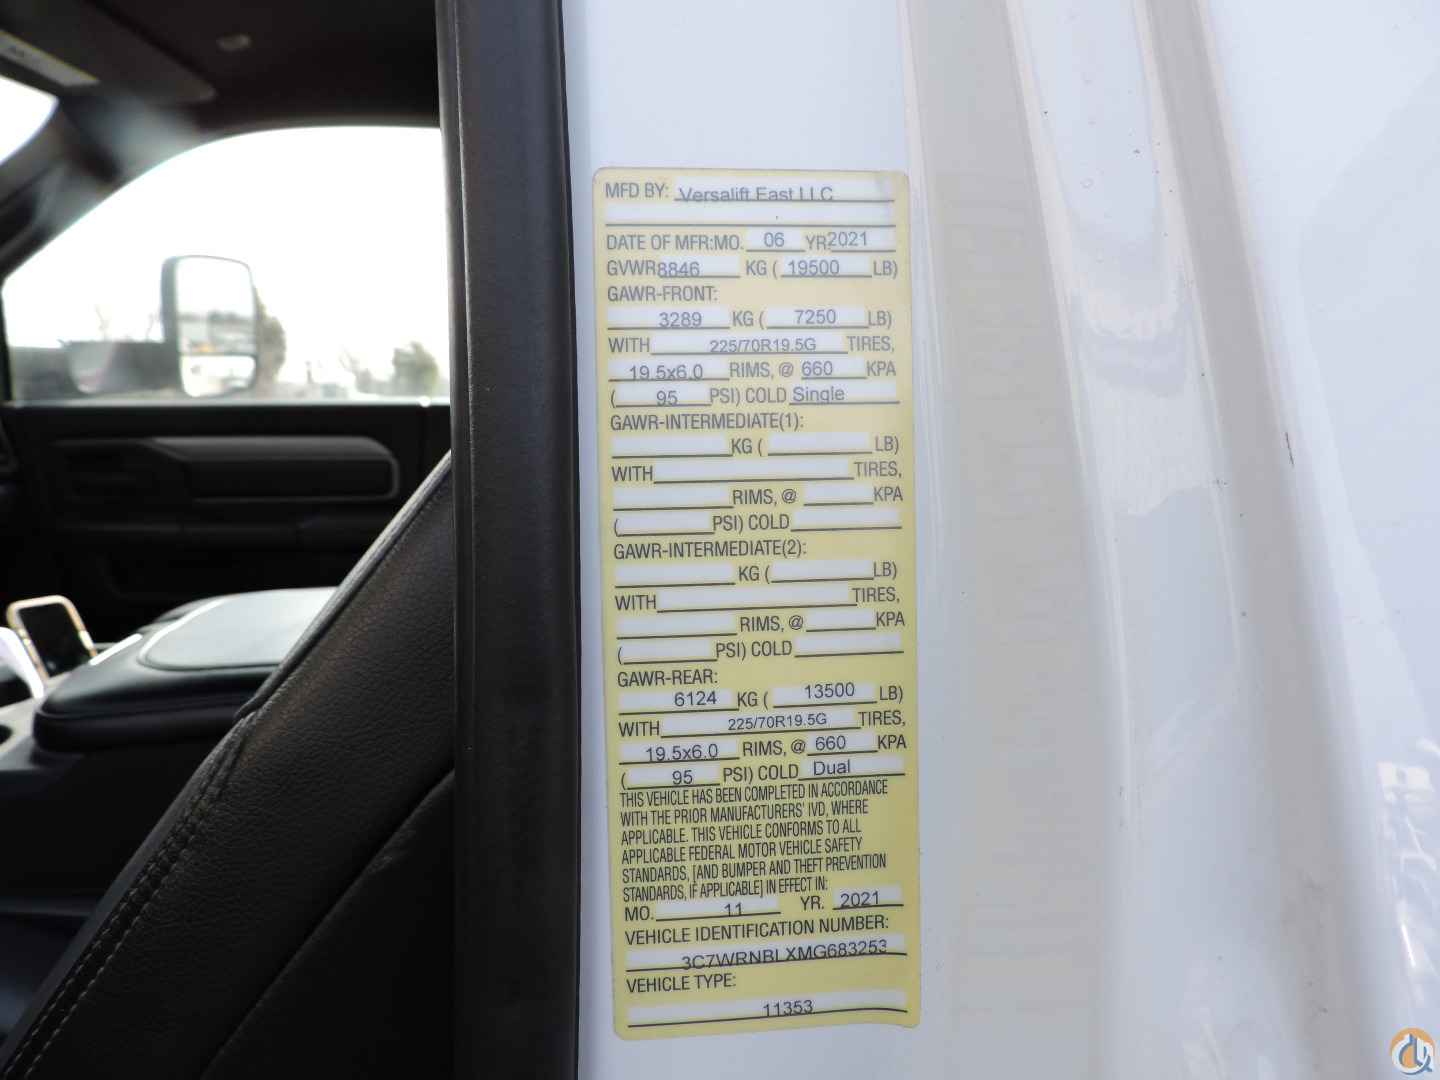 MFD BY: Versalift East LLC
DATE OF MFR:MO. 06 YR2021
GVWR8846 KG ( 19500 LB)
GAWR-FRONT:
3289 KG ( 7250 LB)
WITH 225/70R19.5G TIRES,
19.5x6.0 RIMS, @ 660 KPA
( 95 PSI) COLD Single
GAWR-INTERMEDIATE(1):
KG ( LB)
WITH TIRES,
RIMS, @ KPA
( PSI) COLD
GAWR-INTERMEDIATE(2):
KG ( LB)
WITH TIRES,
RIMS, @ KPA
( PSI) COLD
GAWR-REAR:
6124 KG ( 13500 LB)
WITH 225/70R19.5G TIRES,
19.5x6.0 RIMS, @ 660 KPA
( 95 PSI) COLD Dual
THIS VEHICLE HAS BEEN COMPLETED IN ACCORDANCE
WITH THE PRIOR MANUFACTURERS' IVD, WHERE
APPLICABLE. THIS VEHICLE CONFORMS TO ALL
APPLICABLE FEDERAL MOTOR VEHICLE SAFETY
STANDARDS, [AND BUMPER AND THEFT PREVENTION
STANDARDS, IF APPLICABLE] IN EFFECT IN:
MO. 11 YR. 2021
VEHICLE IDENTIFICATION NUMBER:
3C7WRNBLXMG683253
VEHICLE TYPE:
11353